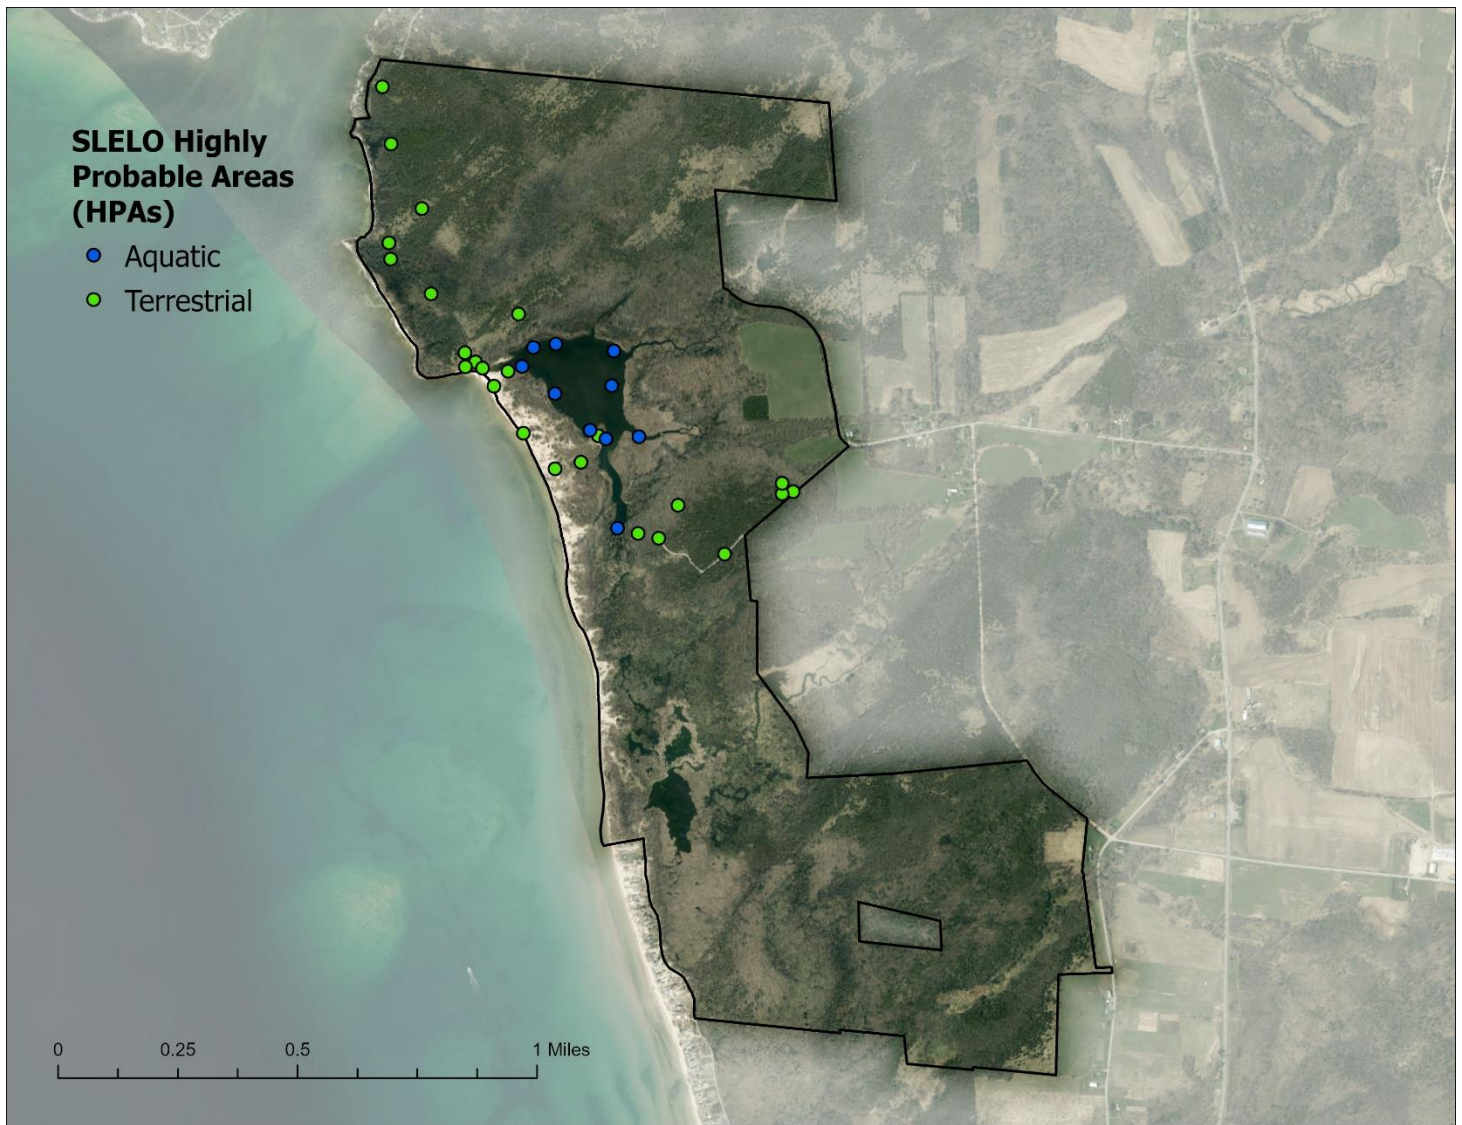 SLELO Highly
Probable Areas
(HPAs)
Aquatic
Terrestrial
0 0.25 0.5 1 Miles